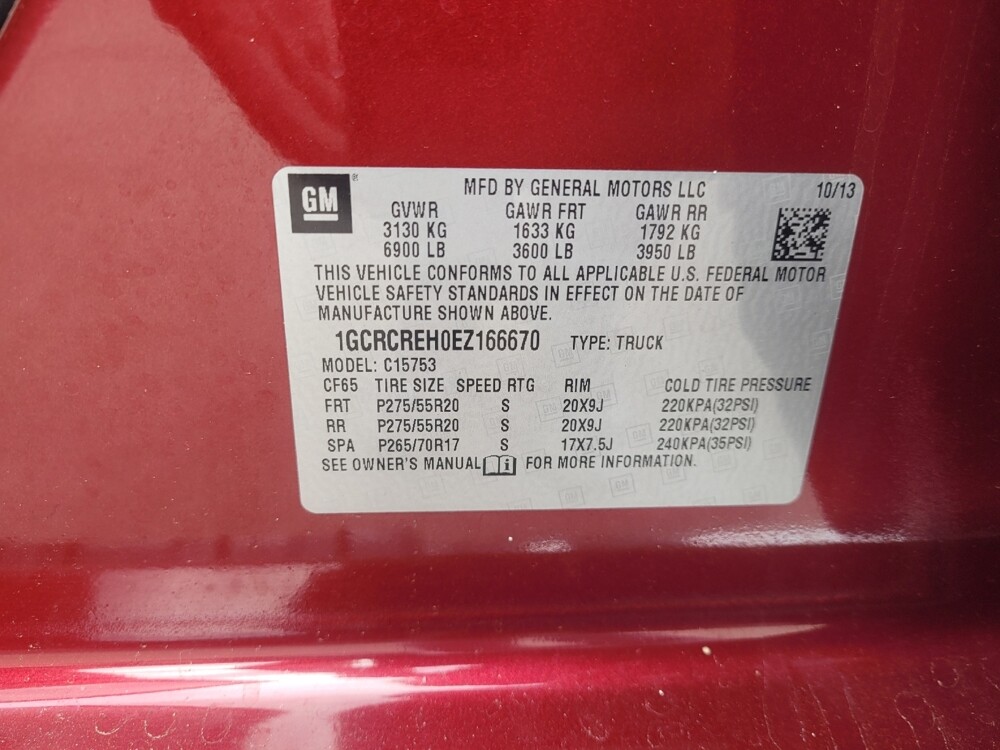 GM ® MFD BY GENERAL MOTORS LLC 10/13
GVWR GAWR FRT GAWR RR
3130 KG 1633 KG 1792 KG
6900 LB 3600 LB 3950 LB
THIS VEHICLE CONFORMS TO ALL APPLICABLE U.S. FEDERAL MOTOR
VEHICLE SAFETY STANDARDS IN EFFECT ON THE DATE OF
MANUFACTURE SHOWN ABOVE.
1GCRCREH0EZ166670 TYPE: TRUCK
MODEL: C15753
CF65 TIRE SIZE SPEED RTG RIM COLD TIRE PRESSURE
FRT P275/55R20 S 20X9J 220KPA(32PSI)
RR P275/55R20 S 20X9J 220KPA(32PSI)
SPA P265/70R17 S 17X7.5J 240KPA(35PSI)
SEE OWNER'S MANUAL i FOR MORE INFORMATION.